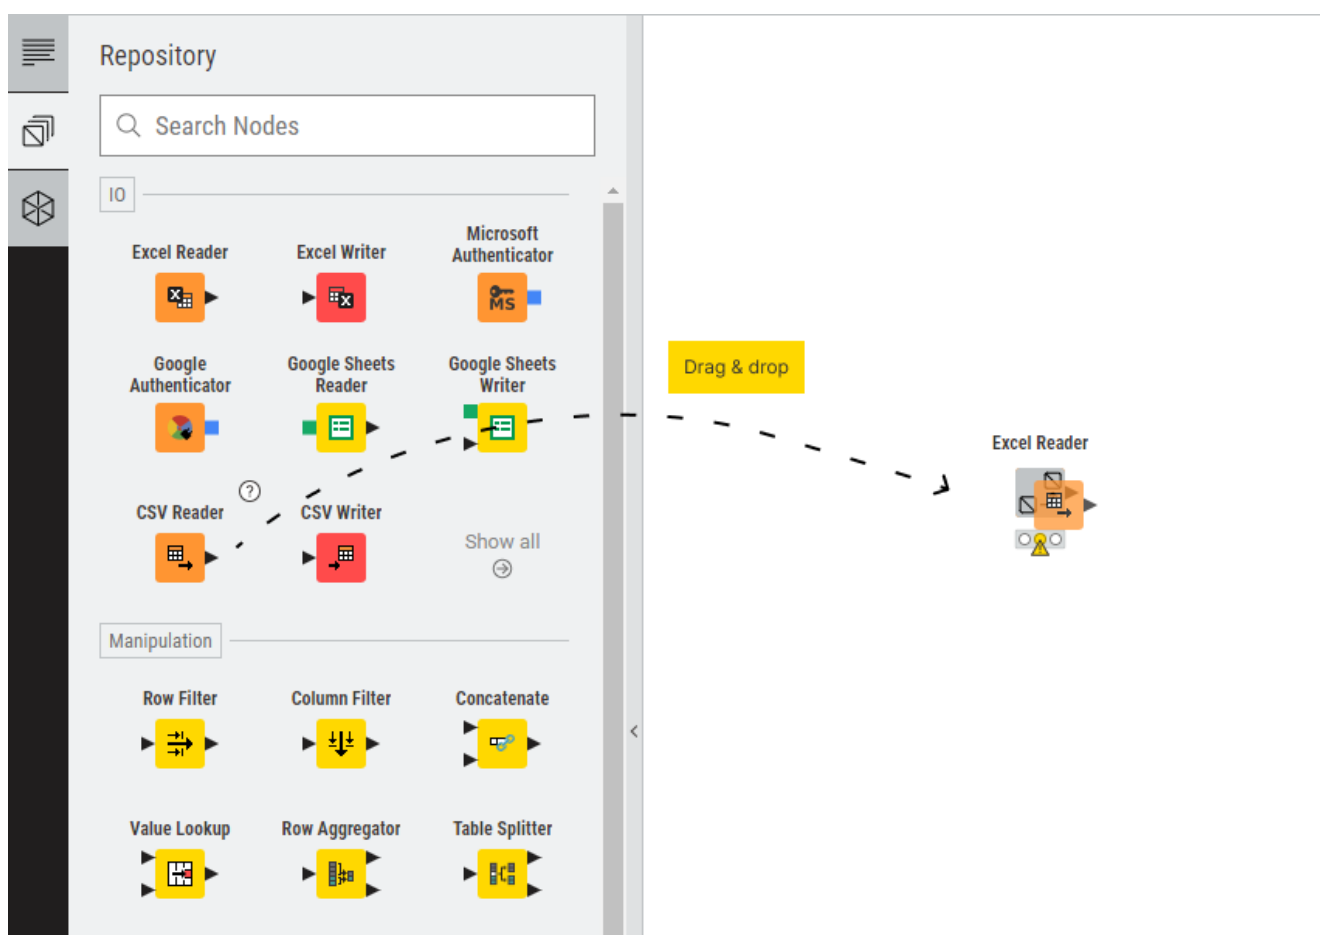 Repository
Search Nodes
IO
Excel Reader
Excel Writer
Microsoft
Authenticator
MS
Google
Authenticator
Google Sheets
Reader
Google Sheets
Writer
?
CSV Reader
CSV Writer
Show all
Manipulation
Row Filter
Column Filter
Concatenate
Value Lookup
Row Aggregator
Table Splitter
Drag & drop
Excel Reader